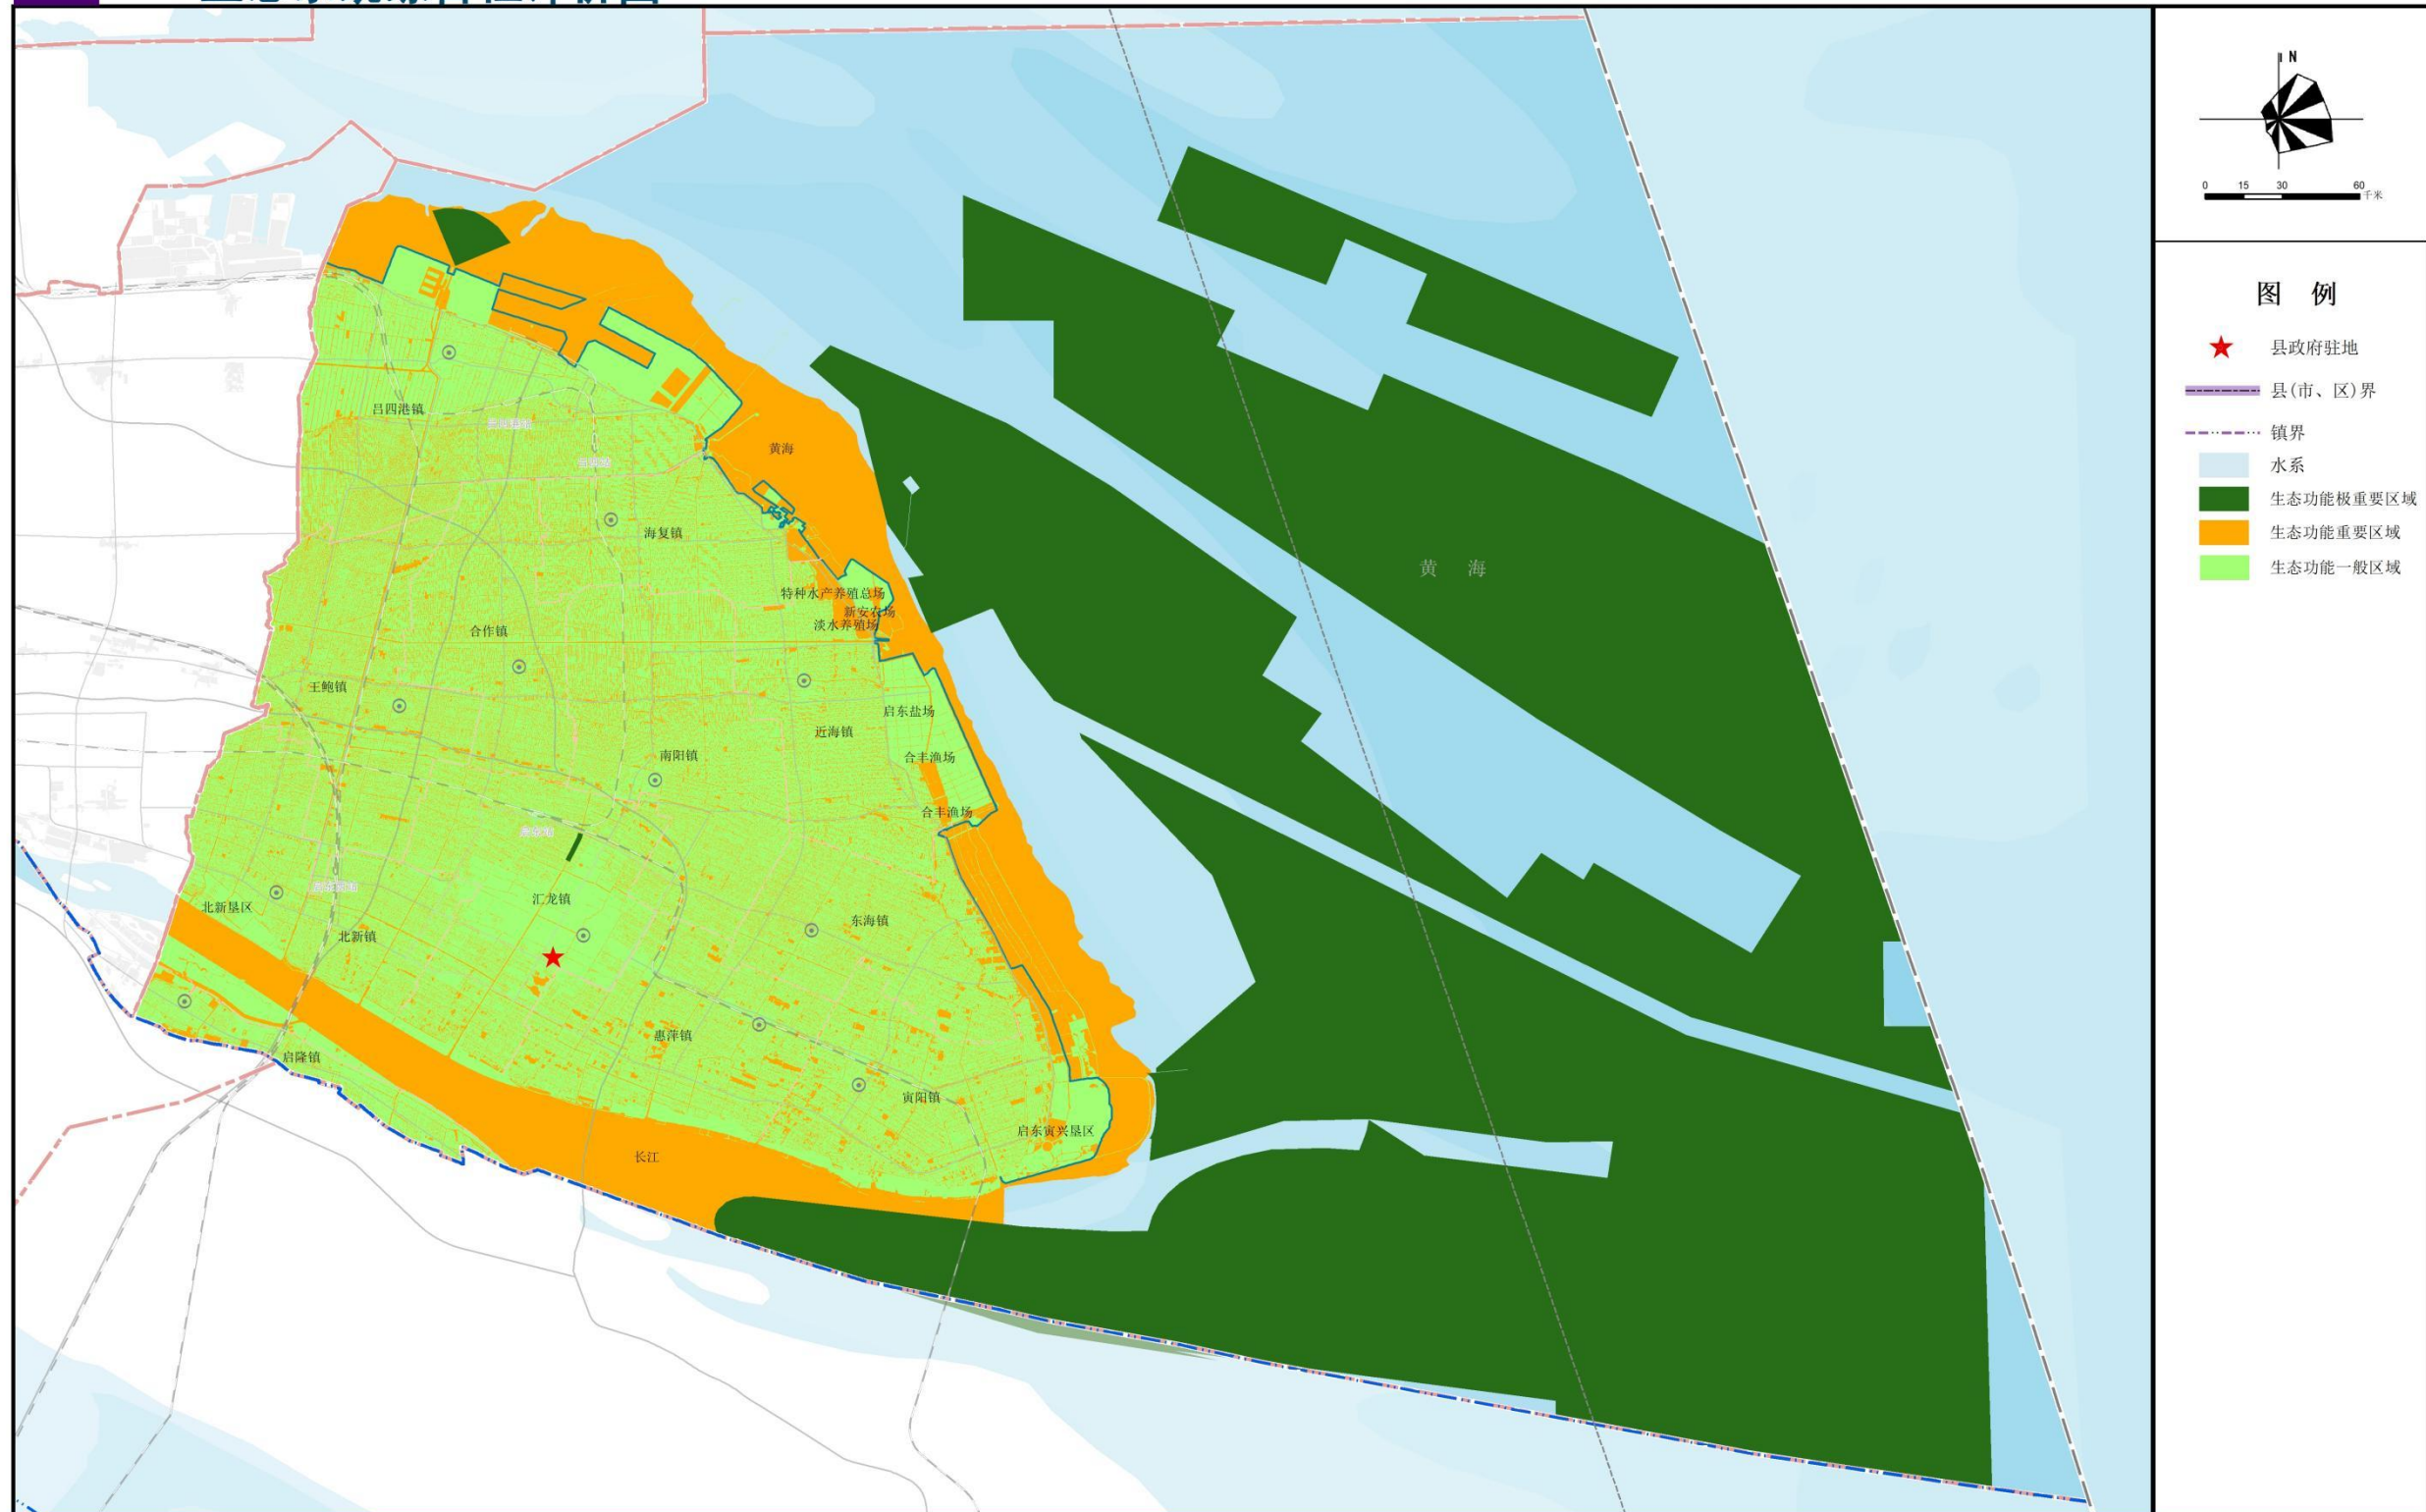 N
0 15 30 60 千米
图 例
县政府驻地
县(市、区)界
镇界
水系
生态功能极重要区域
生态功能重要区域
生态功能一般区域
吕四港镇
黄海
海复镇
黄 海
特种水产养殖总场
新安农场
淡水养殖场
合作镇
王鲍镇
启东盐场
近海镇
南阳镇
合丰渔场
合丰渔场
汇龙镇
北新垦区
东海镇
北新镇
惠萍镇
启隆镇
寅阳镇
启东寅兴垦区
长江